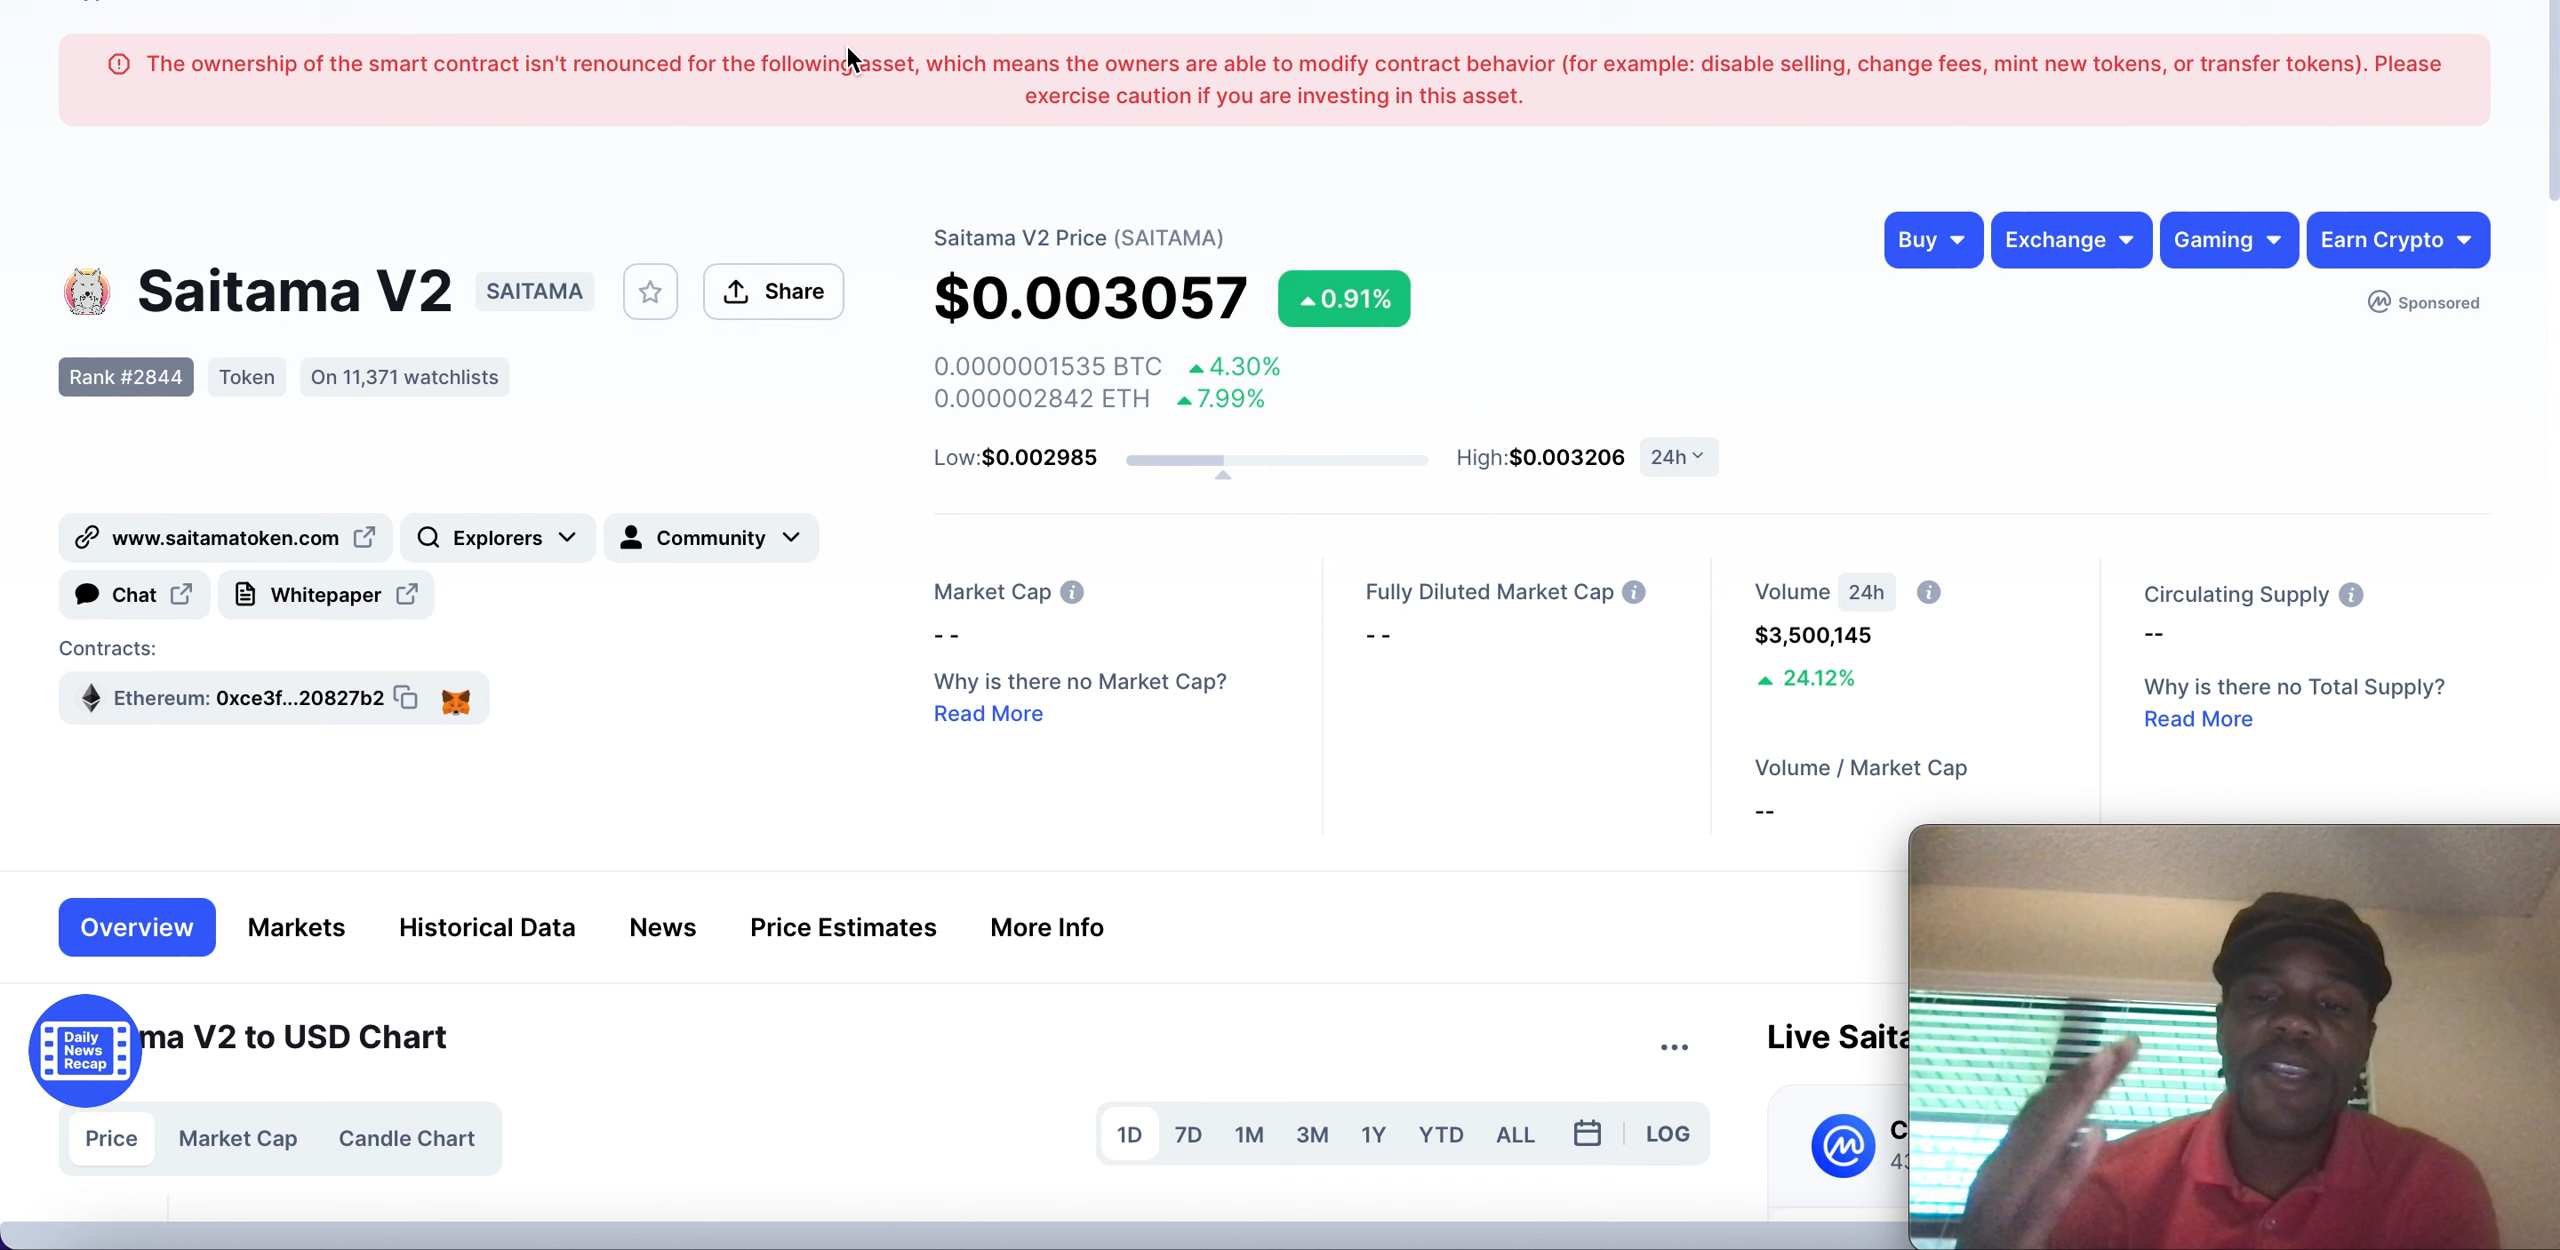 The ownership of the smart contract isn't renounced for the following asset, which means the owners are able to modify contract behavior (for example: disable selling, change fees, mint new tokens, or transfer tokens). Please
exercise caution if you are investing in this asset.
Saitama V2 SAITAMA Share
Rank #2844 Token On 11,371 watchlists
www.saitamatoken.com Explorers Community
Chat Whitepaper
Contracts:
Ethereum: 0xce3f...20827b2
Saitama V2 Price (SAITAMA)
$0.003057 0.91%
0.0000001535 BTC 4.30%
0.000002842 ETH 7.99%
Low:$0.002985 High:$0.003206 24h
Buy Exchange Gaming Earn Crypto
Sponsored
Market Cap
- -
Why is there no Market Cap?
Read More
Fully Diluted Market Cap
- -
Volume 24h
$3,500,145
24.12%
Volume / Market Cap
--
Circulating Supply
--
Why is there no Total Supply?
Read More
Overview Markets Historical Data News Price Estimates More Info
ma V2 to USD Chart
Daily
News
Recap
Price Market Cap Candle Chart
1D 7D 1M 3M 1Y YTD ALL LOG
Live Saita
C